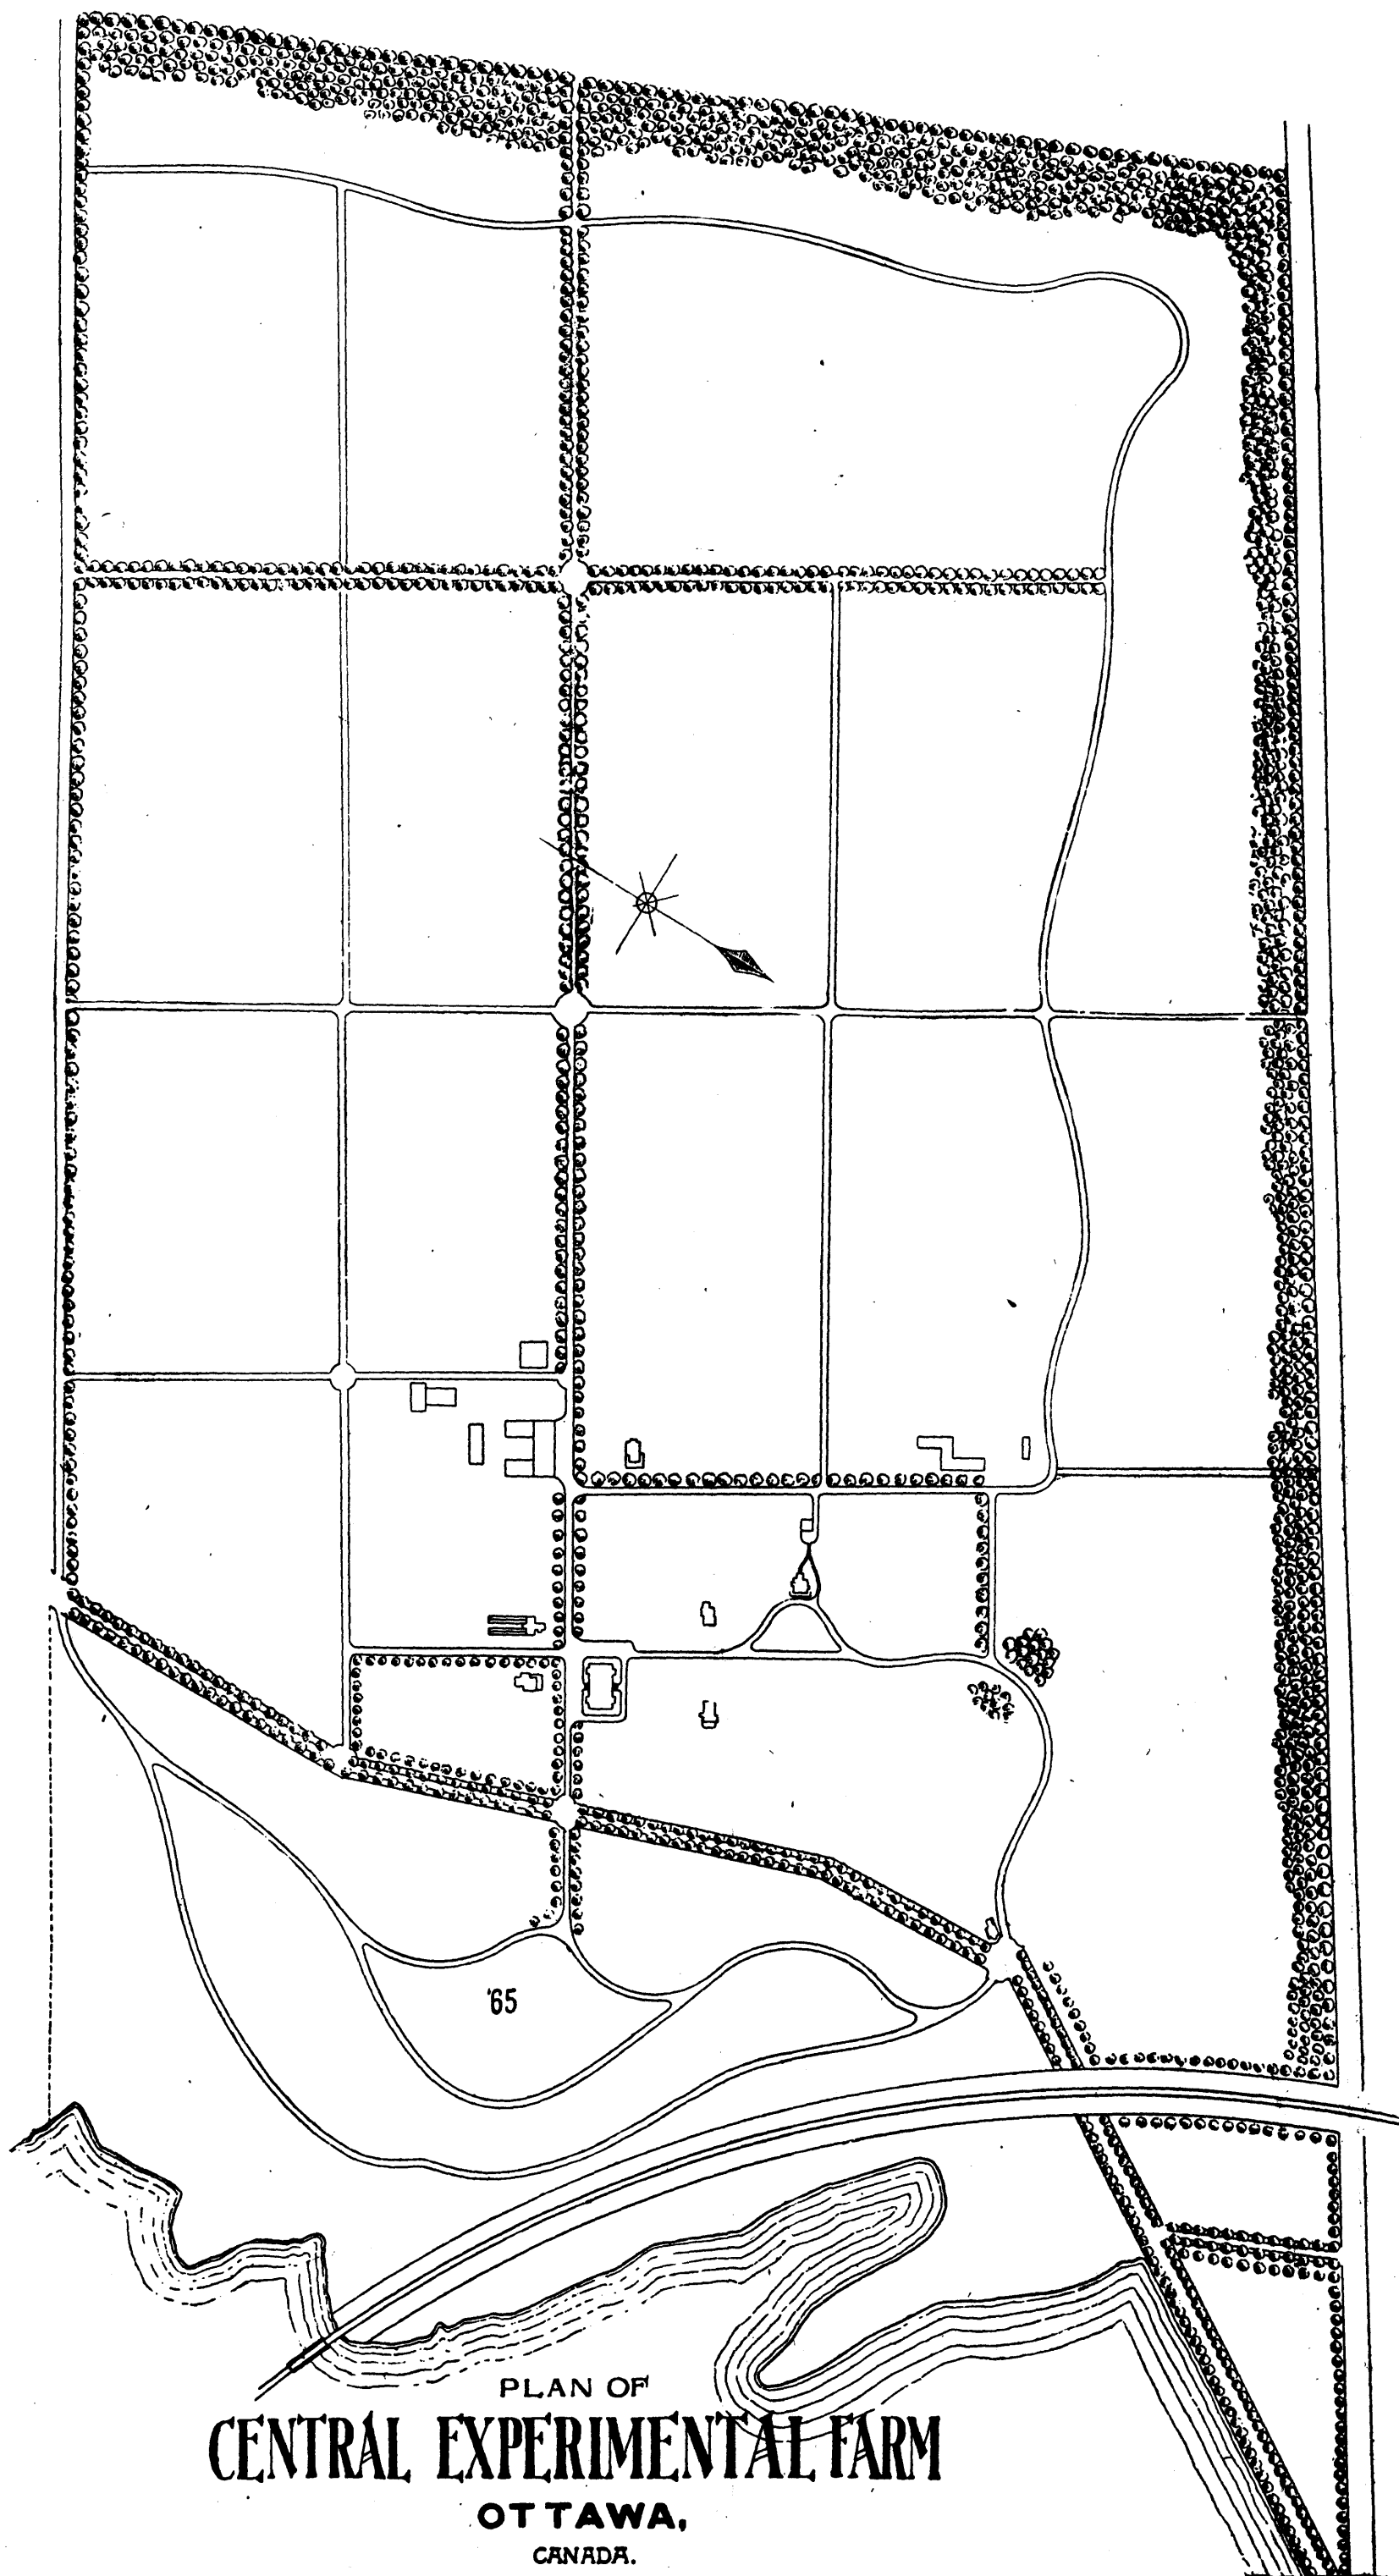 '65
PLAN OF
CENTRAL EXPERIMENTAL FARM
OTTAWA,
CANADA.